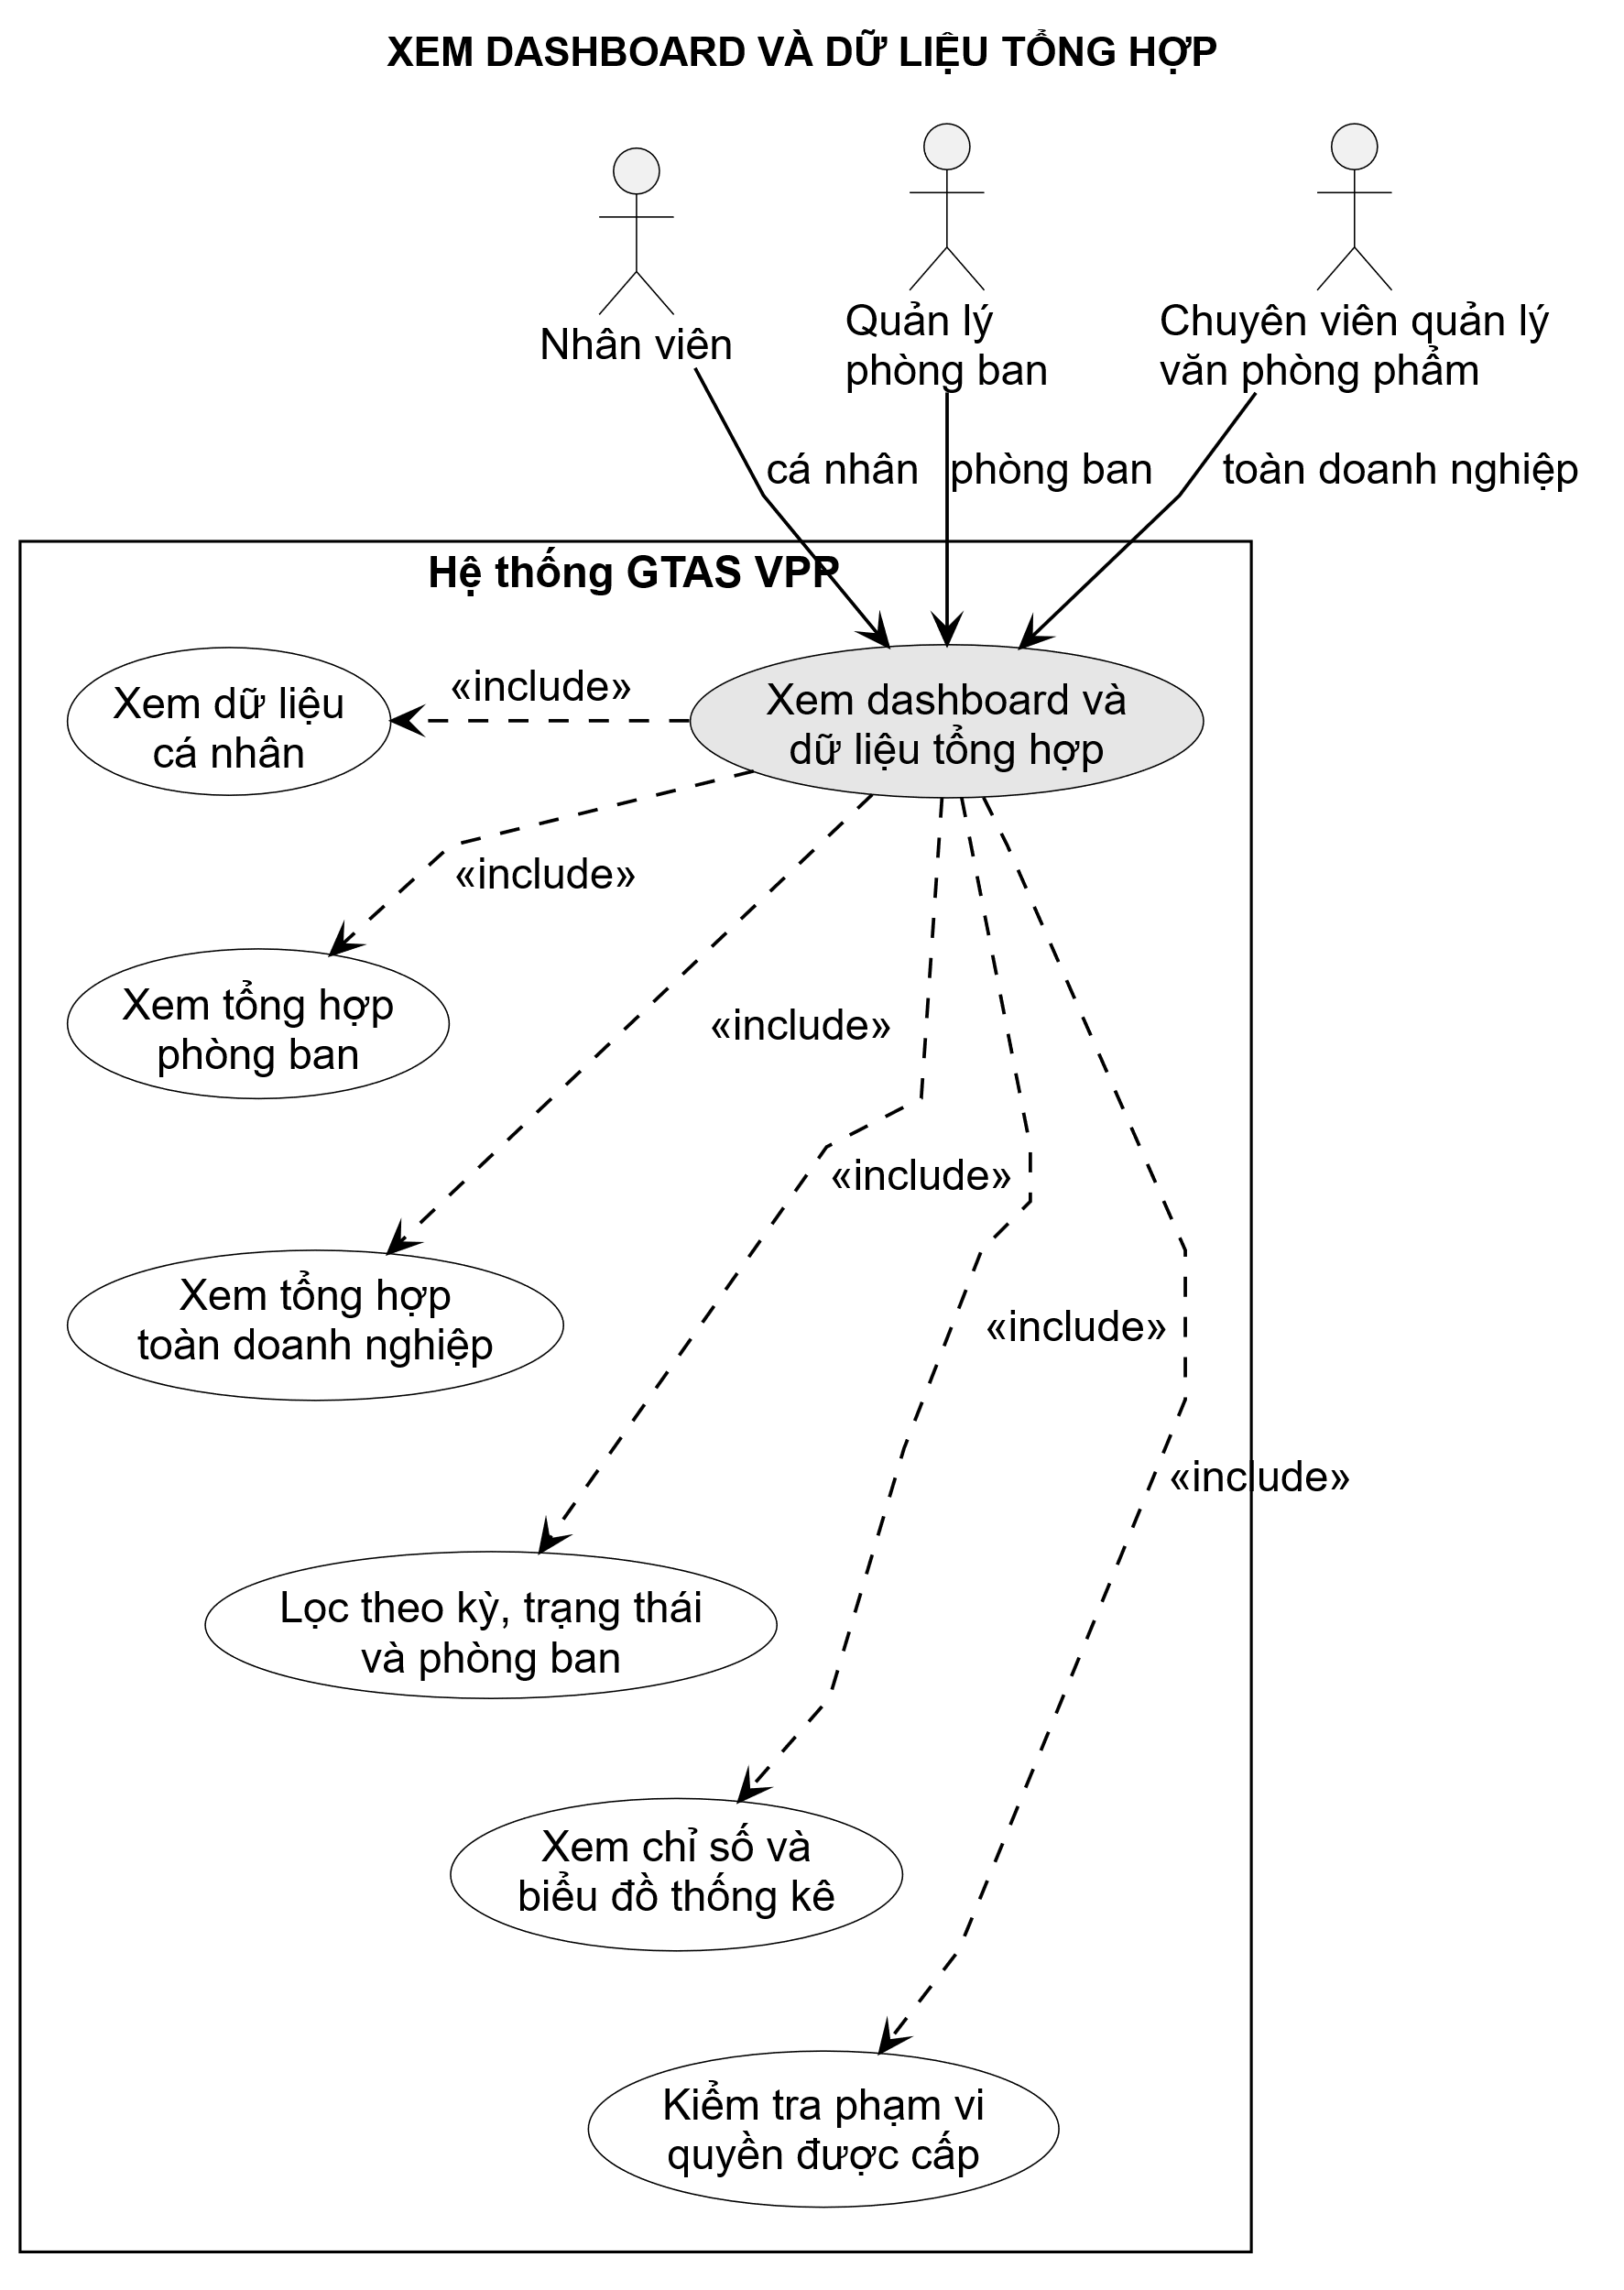 XEM DASHBOARD VÀ DỮ LIỆU TỔNG HỢP
Nhân viên
Quản lý
phòng ban
Chuyên viên quản lý
văn phòng phẩm
cá nhân
phòng ban
toàn doanh nghiệp
Hệ thống GTAS VPP
Xem dữ liệu
cá nhân
«include»
Xem dashboard và
dữ liệu tổng hợp
«include»
Xem tổng hợp
phòng ban
«include»
«include»
Xem tổng hợp
toàn doanh nghiệp
«include»
«include»
Lọc theo kỳ, trạng thái
và phòng ban
Xem chỉ số và
biểu đồ thống kê
Kiểm tra phạm vi
quyền được cấp